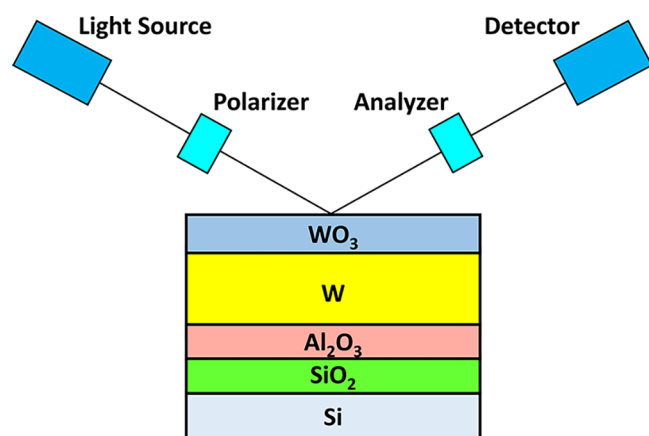 Light Source
Detector
Polarizer
Analyzer
WO₃
W
Al₂O₃
SiO₂
Si